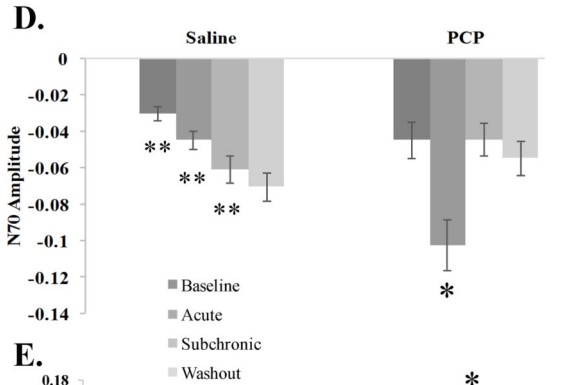 D.
Saline PCP
0
-0.02
-0.04
-0.06
-0.08
-0.1
-0.12
-0.14
N70 Amplitude
**
**
**
*
Baseline
Acute
Subchronic
Washout
E.
0.18
*